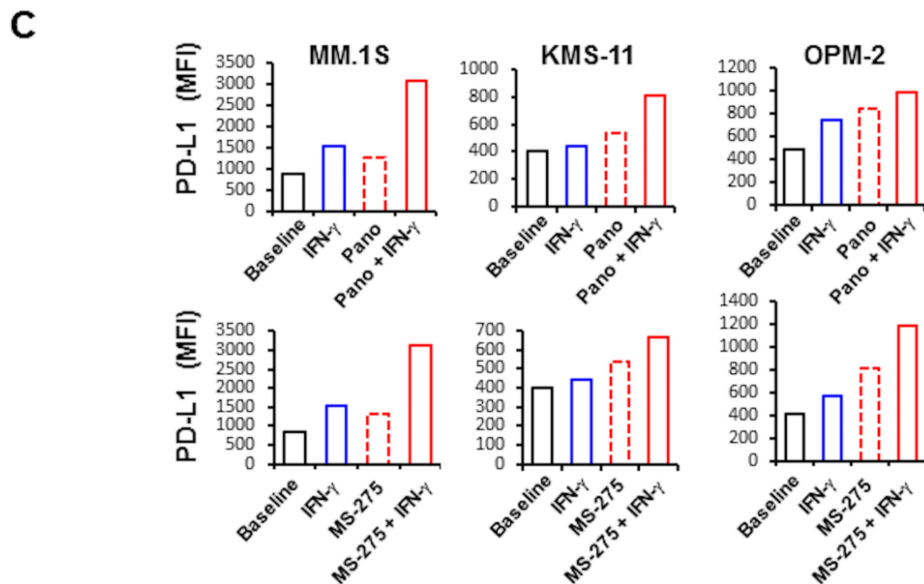 C
MM.1S
PD-L1 (MFI)
3500
3000
2500
2000
1500
1000
500
0
Baseline
IFN-γ
Pano
Pano + IFN-γ
KMS-11
1000
800
600
400
200
0
Baseline
IFN-γ
Pano
Pano + IFN-γ
OPM-2
1200
1000
800
600
400
200
0
Baseline
IFN-γ
Pano
Pano + IFN-γ
PD-L1 (MFI)
3500
3000
2500
2000
1500
1000
500
0
Baseline
IFN-γ
MS-275
MS-275 + IFN-γ
700
600
500
400
300
200
100
0
Baseline
IFN-γ
MS-275
MS-275 + IFN-γ
1400
1200
1000
800
600
400
200
0
Baseline
IFN-γ
MS-275
MS-275 + IFN-γ